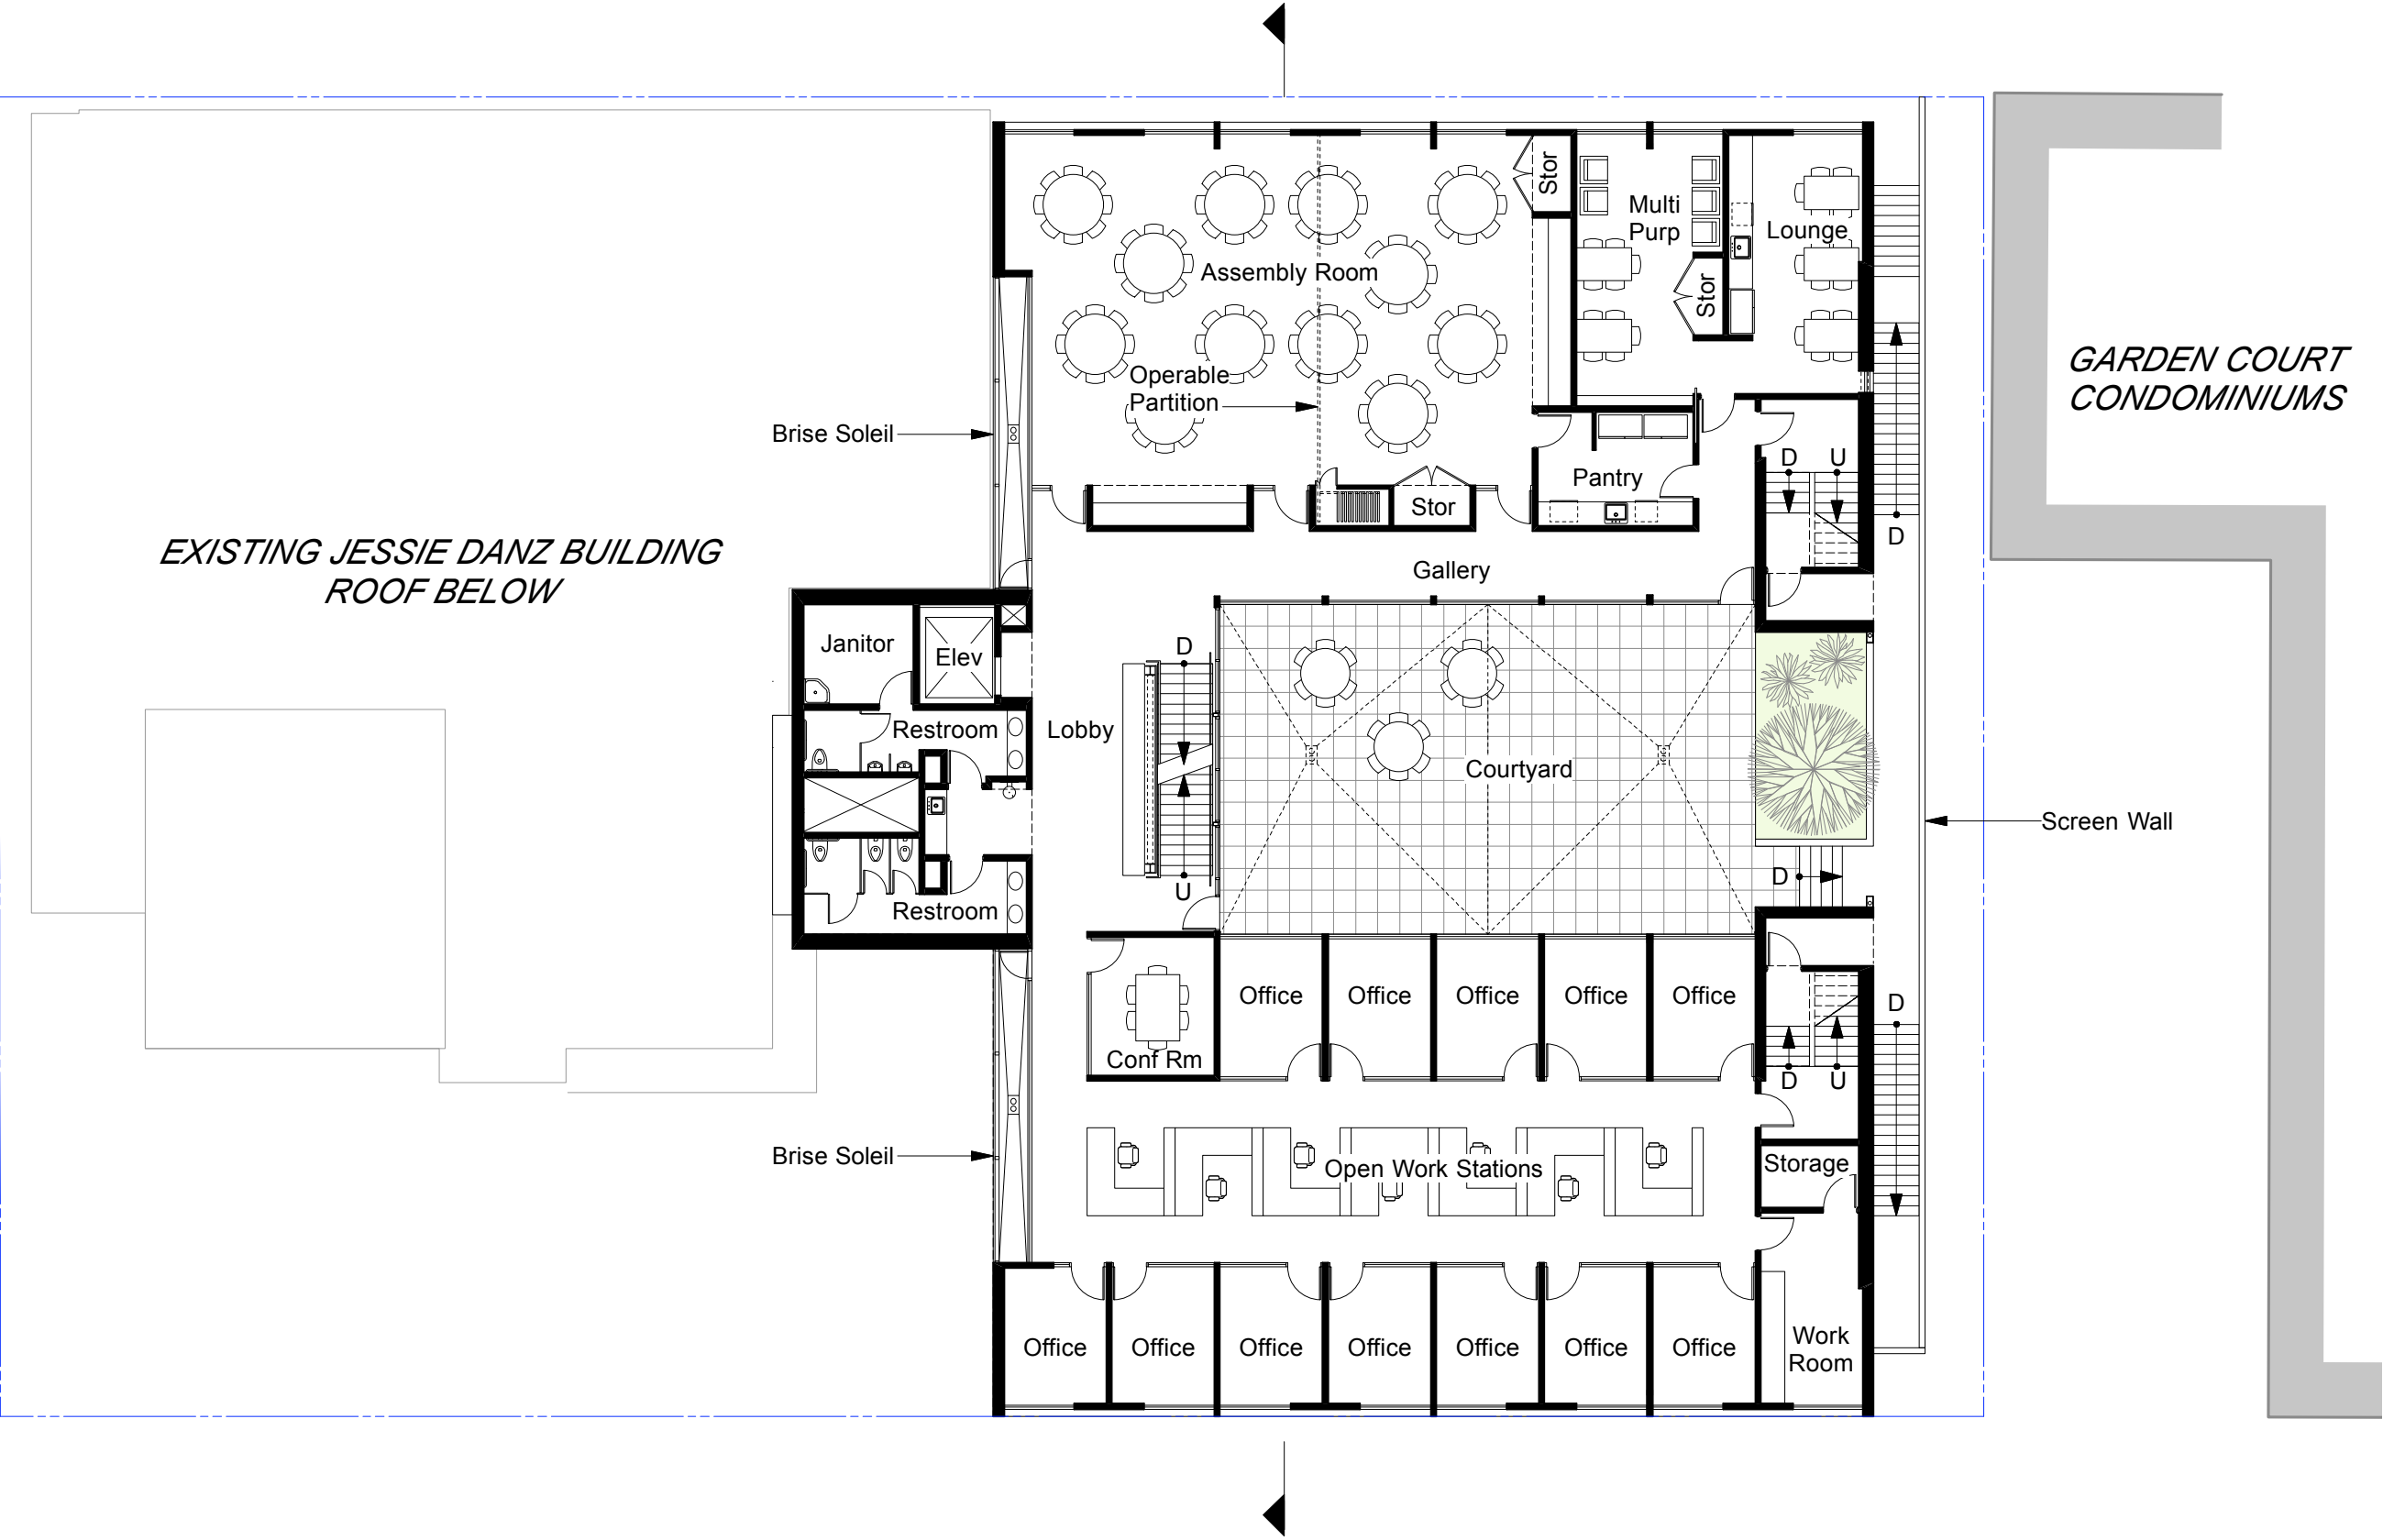 Stor
Multi
Purp
Lounge
Assembly Room
Stor
GARDEN COURT
CONDOMINIUMS
Operable
Partition
Brise Soleil
D
U
Pantry
Stor
D
EXISTING JESSIE DANZ BUILDING
ROOF BELOW
Gallery
Janitor
Elev
D
Restroom
Lobby
Courtyard
Screen Wall
D
U
Restroom
Office
Office
Office
Office
Office
D
Conf Rm
D
U
Brise Soleil
Open Work Stations
Storage
Office
Office
Office
Office
Office
Office
Office
Work
Room